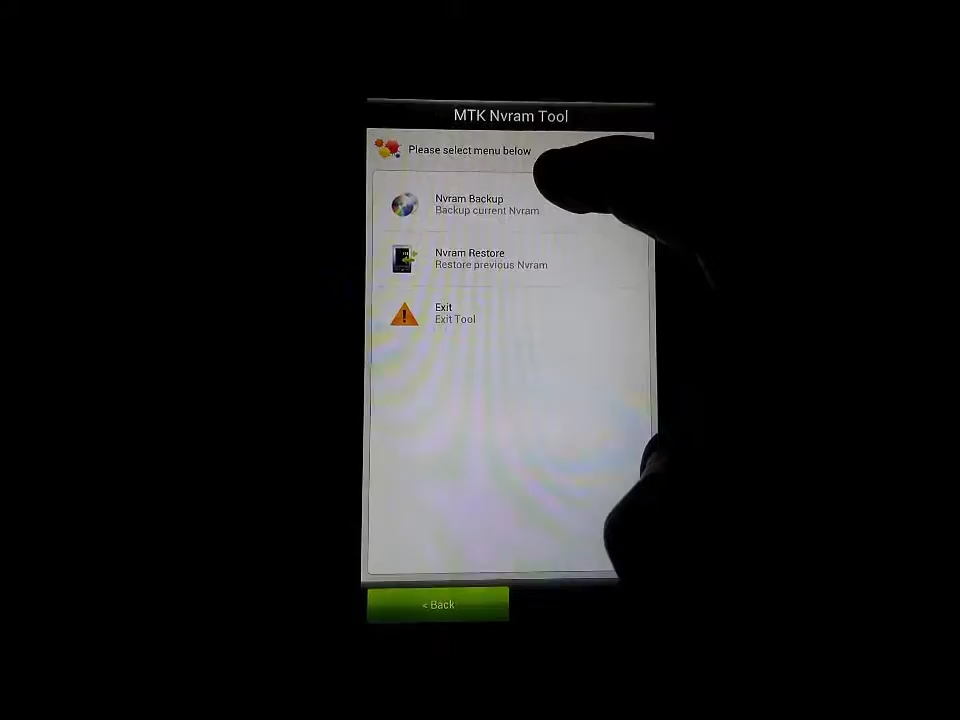 MTK Nvram Tool
Please select menu below
Nvram Backup
Backup current Nvram
Nvram Restore
Restore previous Nvram
Exit
Exit Tool
< Back